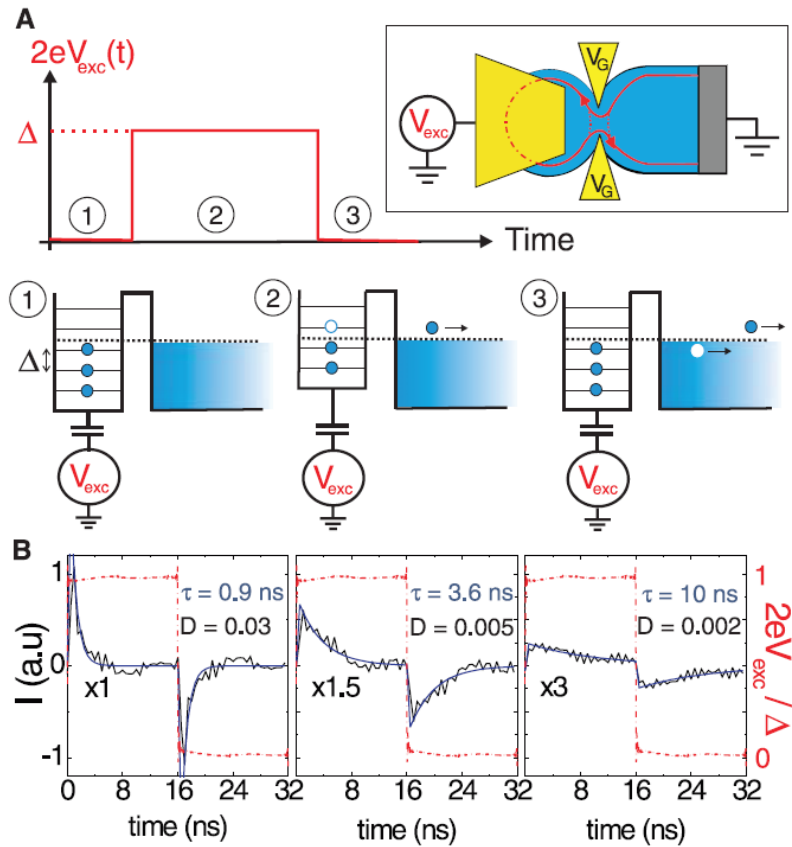 A
2eV_exc(t)
Δ
1
2
3
Time
V_exc
V_G
V_G
1
Δ
V_exc
2
V_exc
3
V_exc
B
I (a.u)
1
0
-1
τ = 0.9 ns
D = 0.03
x1
0 8 16 24 32
time (ns)
τ = 3.6 ns
D = 0.005
x1.5
8 16 24 32
time (ns)
τ = 10 ns
D = 0.002
x3
8 16 24 32
time (ns)
1
0
2eV_exc / Δ